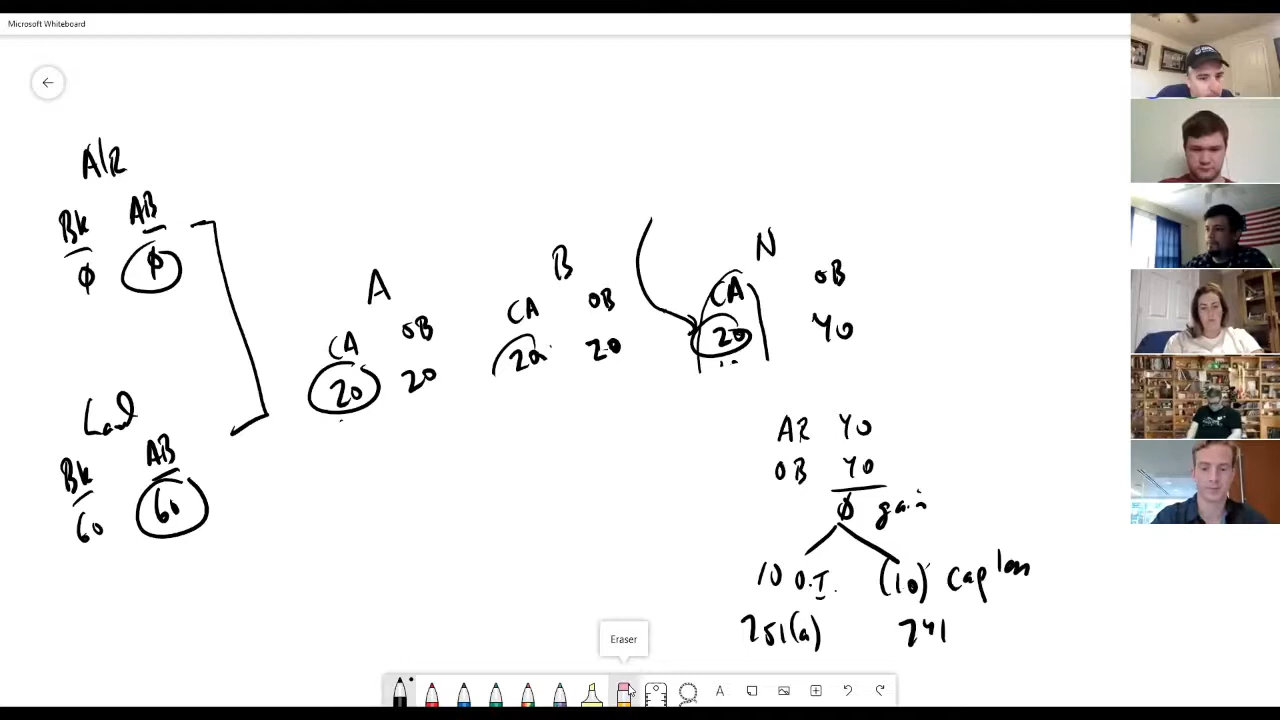 Microsoft Whiteboard
A/R
Bk AB
φ φ
Land
Bk AB
60 60
A
CA OB
20 20
B
CA OB
20 20
N
CA OB
20 40
AR 40
OB 40
φ gain
10 O.I. (10) cap loss
751(a) 741
Eraser
A